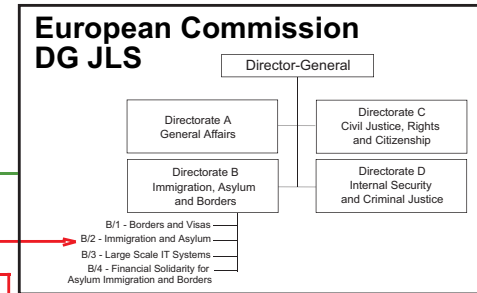 European Commission
DG JLS
Director-General
Directorate A
General Affairs
Directorate C
Civil Justice, Rights
and Citizenship
Directorate B
Immigration, Asylum
and Borders
Directorate D
Internal Security
and Criminal Justice
B/1 - Borders and Visas
B/2 - Immigration and Asylum
B/3 - Large Scale IT Systems
B/4 - Financial Solidarity for
Asylum Immigration and Borders